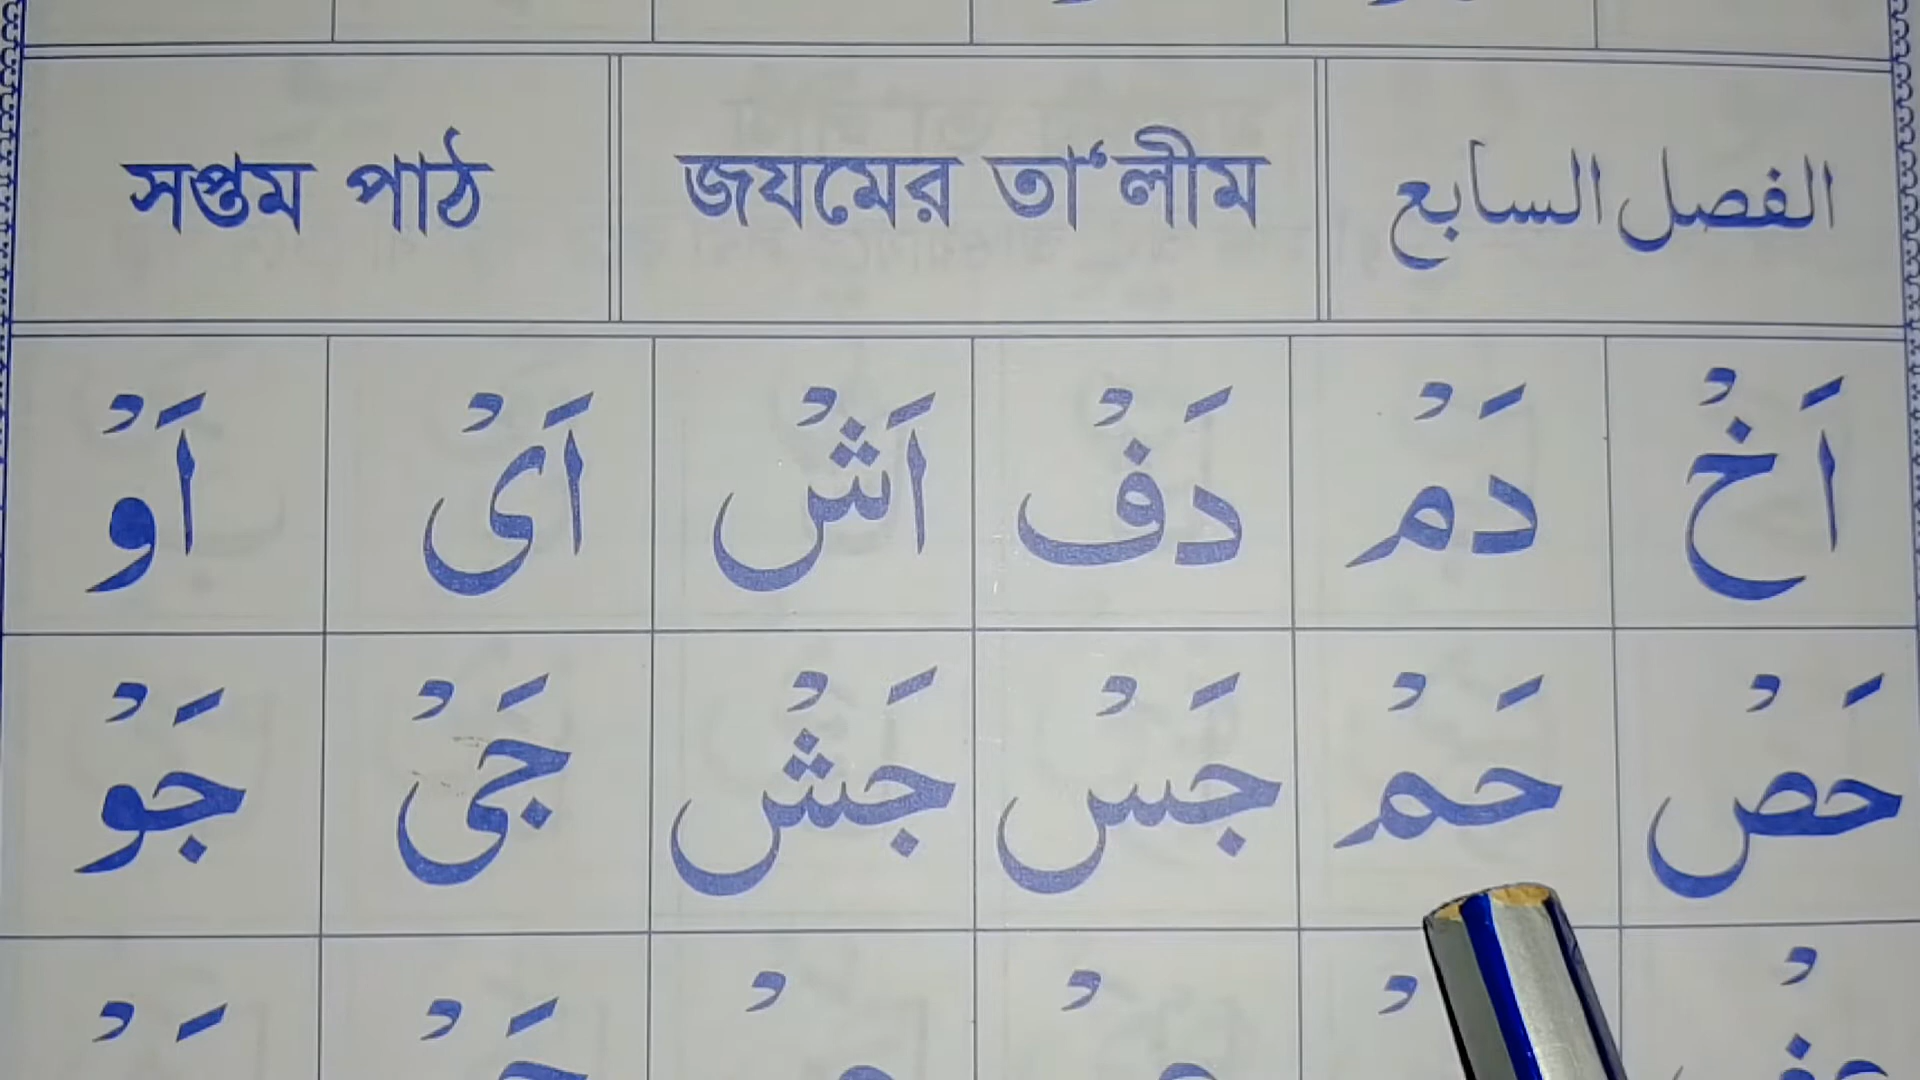 সপ্তম পাঠ জযমের তা‘লীম الفصل السابع
اَخْ دَمْ دَفْ اَشْ اَىْ اَوْ
حَصْ حَمْ جَسْ جَشْ جَىْ جَوْ